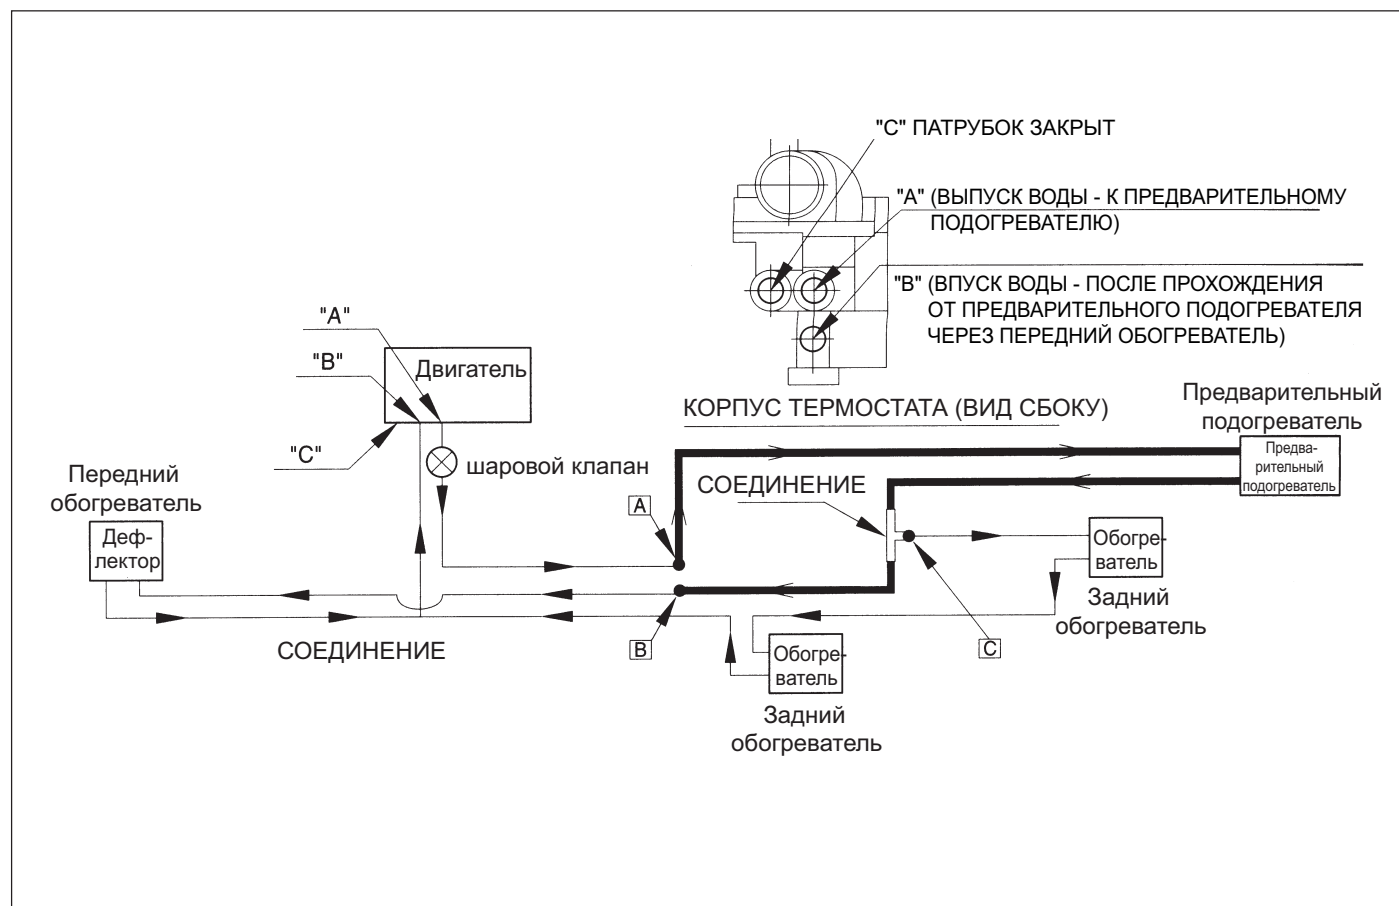 "С" ПАТРУБОК ЗАКРЫТ
"А" (ВЫПУСК ВОДЫ - К ПРЕДВАРИТЕЛЬНОМУ
ПОДОГРЕВАТЕЛЮ)
"В" (ВПУСК ВОДЫ - ПОСЛЕ ПРОХОЖДЕНИЯ
ОТ ПРЕДВАРИТЕЛЬНОГО ПОДОГРЕВАТЕЛЯ
ЧЕРЕЗ ПЕРЕДНИЙ ОБОГРЕВАТЕЛЬ)
КОРПУС ТЕРМОСТАТА (ВИД СБОКУ)
"A"
"B"
"C"
Двигатель
шаровой клапан
Передний
обогреватель
Деф-
лектор
СОЕДИНЕНИЕ
A
B
СОЕДИНЕНИЕ
C
Предварительный
подогреватель
Предва-
рительный
подогреватель
Обогре-
ватель
Задний
обогреватель
Обогре-
ватель
Задний
обогреватель